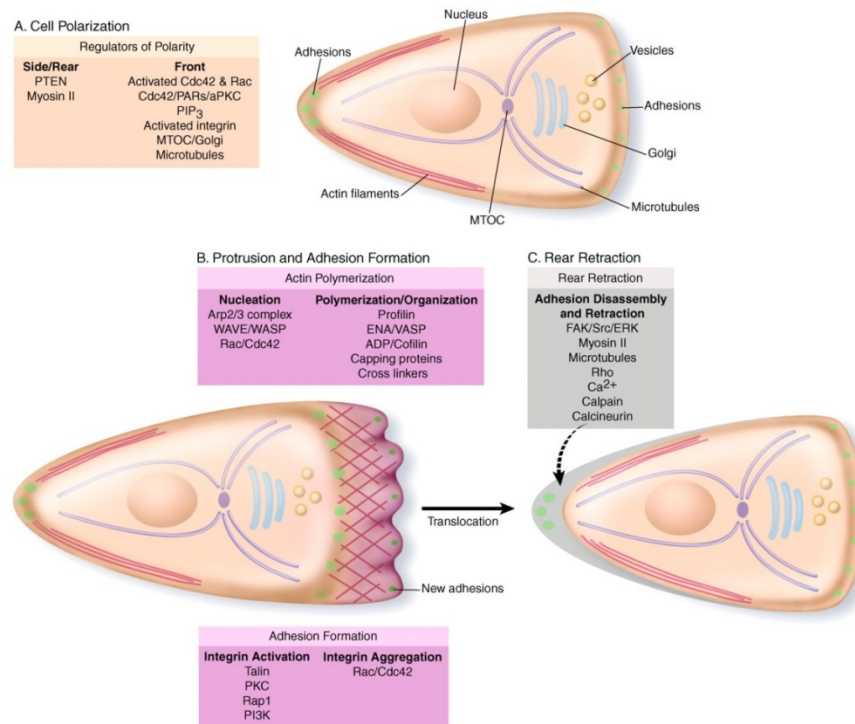 A. Cell Polarization
Regulators of Polarity
Side/Rear
PTEN
Myosin II
Front
Activated Cdc42 & Rac
Cdc42/PARs/aPKC
PIP3
Activated integrin
MTOC/Golgi
Microtubules
Nucleus
Adhesions
Vesicles
Adhesions
Golgi
Actin filaments
Microtubules
MTOC
B. Protrusion and Adhesion Formation
Actin Polymerization
Nucleation
Arp2/3 complex
WAVE/WASP
Rac/Cdc42
Polymerization/Organization
Profilin
ENA/VASP
ADP/Cofilin
Capping proteins
Cross linkers
C. Rear Retraction
Rear Retraction
Adhesion Disassembly
and Retraction
FAK/Src/ERK
Myosin II
Microtubules
Rho
Ca2+
Calpain
Calcineurin
Translocation
New adhesions
Adhesion Formation
Integrin Activation
Talin
PKC
Rap1
PI3K
Integrin Aggregation
Rac/Cdc42